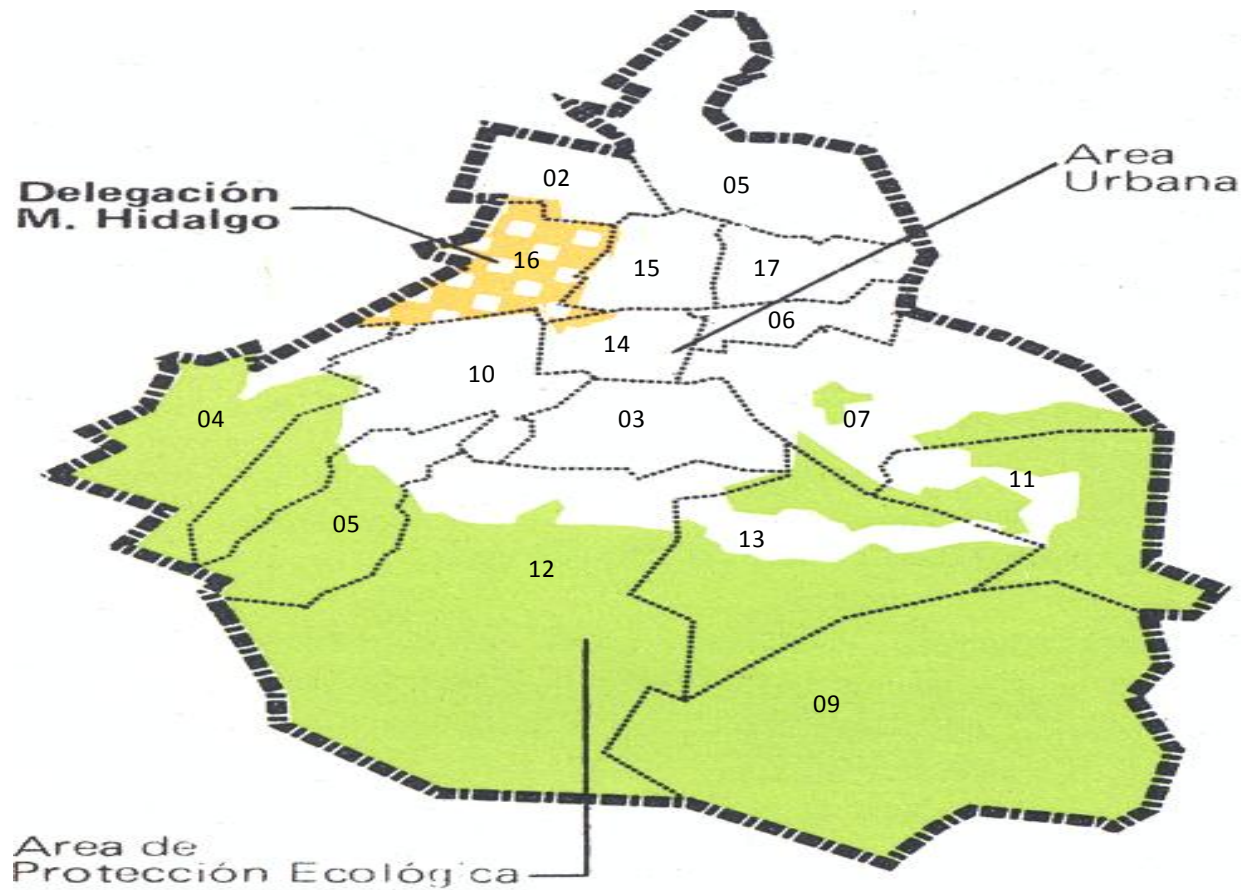 Area
Urbana
02
05
Delegación
M. Hidalgo
16
15
17
06
14
10
04
03
07
11
05
13
12
09
Area de
Protección Ecológica